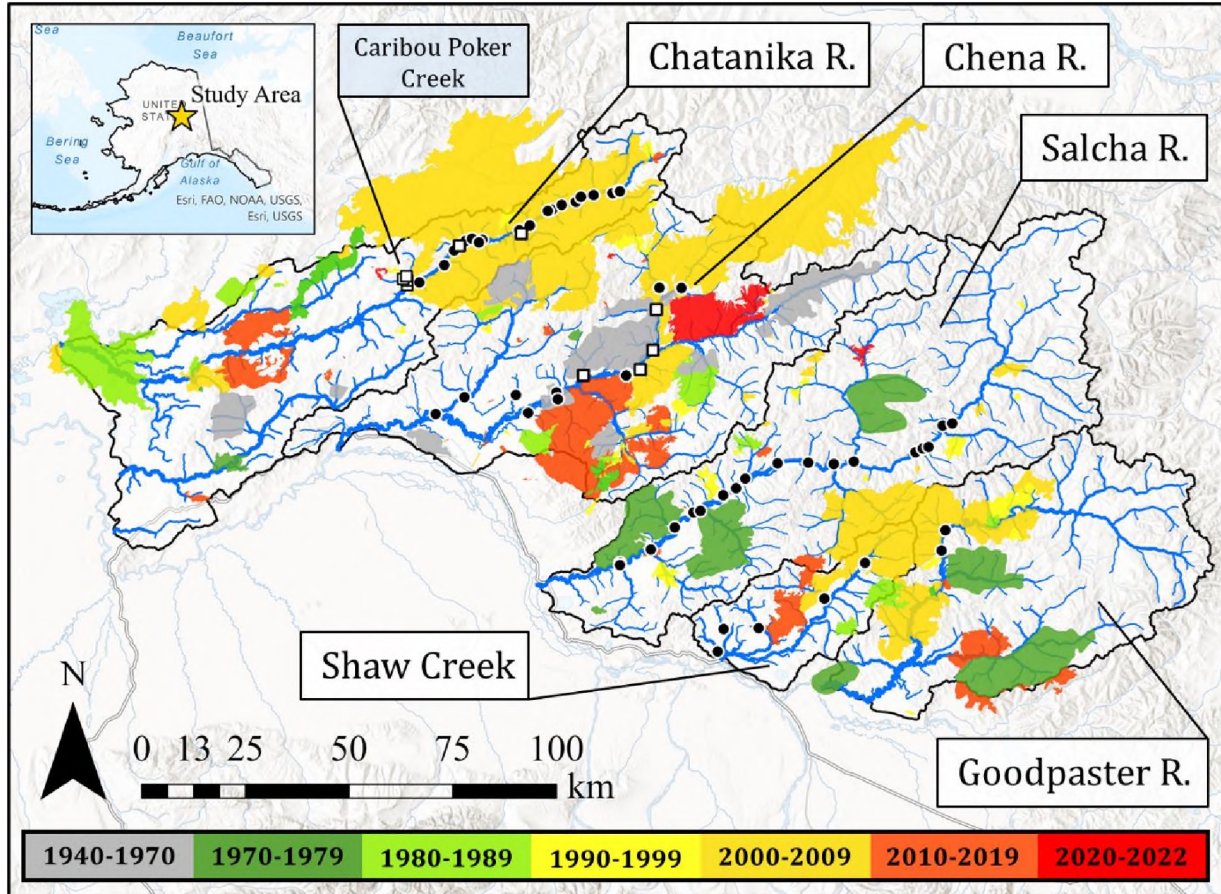 Sea
Beaufort
Sea
UNITED
STAT
Study Area
Bering
Sea
Gulf of
Alaska
Esri, FAO, NOAA, USGS,
Esri, USGS
Caribou Poker
Creek
Chatanika R.
Chena R.
Salcha R.
Shaw Creek
Goodpaster R.
N
0 13 25 50 75 100
km
1940-1970 1970-1979 1980-1989 1990-1999 2000-2009 2010-2019 2020-2022